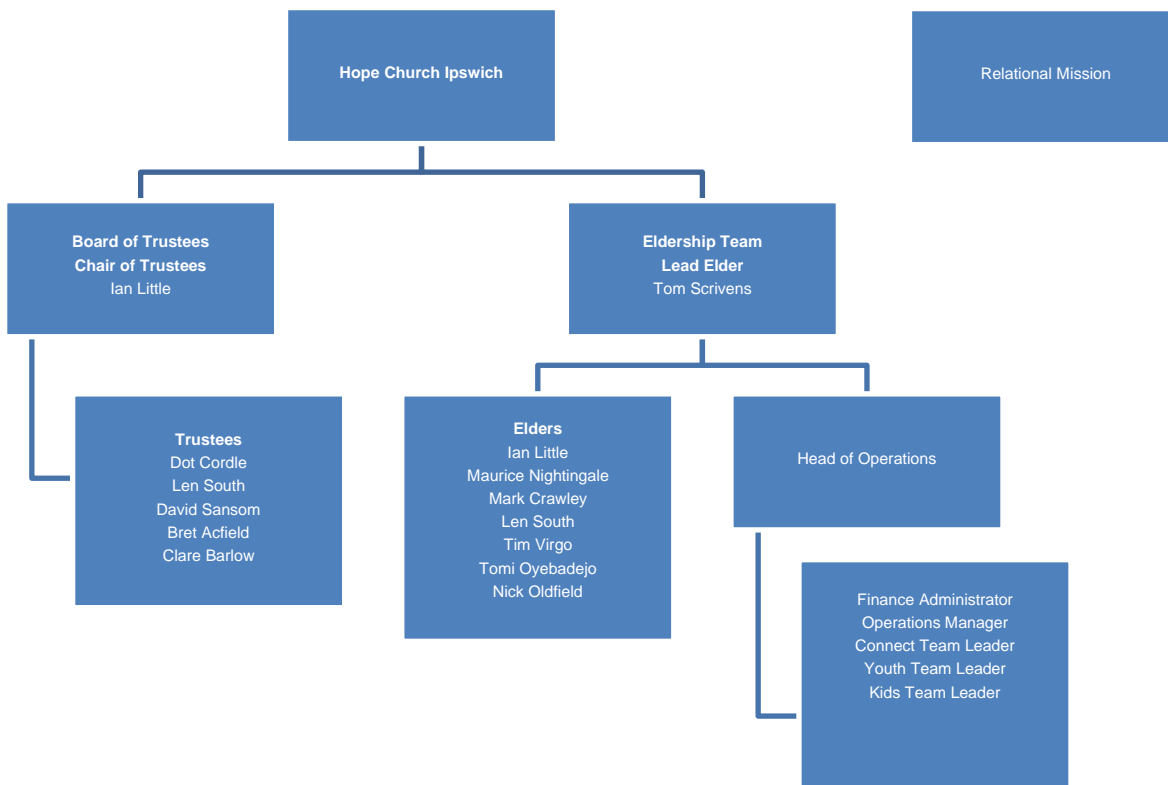 Hope Church Ipswich
Relational Mission
Board of Trustees
Chair of Trustees
Ian Little
Eldership Team
Lead Elder
Tom Scrivens
Trustees
Dot Cordle
Len South
David Sansom
Bret Acfield
Clare Barlow
Elders
Ian Little
Maurice Nightingale
Mark Crawley
Len South
Tim Virgo
Tomi Oyebadejo
Nick Oldfield
Head of Operations
Finance Administrator
Operations Manager
Connect Team Leader
Youth Team Leader
Kids Team Leader